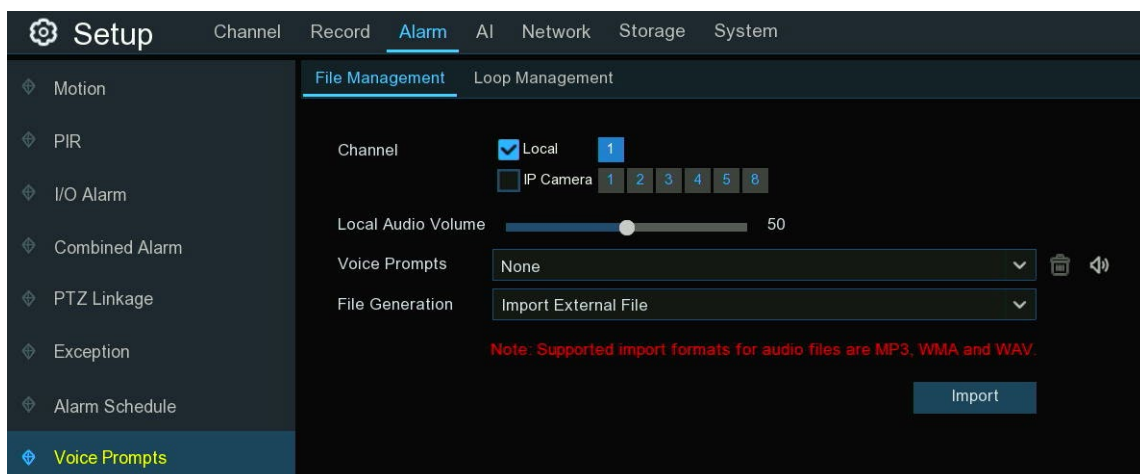 Setup Channel Record Alarm AI Network Storage System
File Management Loop Management
Motion
PIR
I/O Alarm
Combined Alarm
PTZ Linkage
Exception
Alarm Schedule
Voice Prompts
Channel Local 1
IP Camera 1 2 3 4 5 8
Local Audio Volume 50
Voice Prompts None
File Generation Import External File
Note: Supported import formats for audio files are MP3, WMA and WAV.
Import